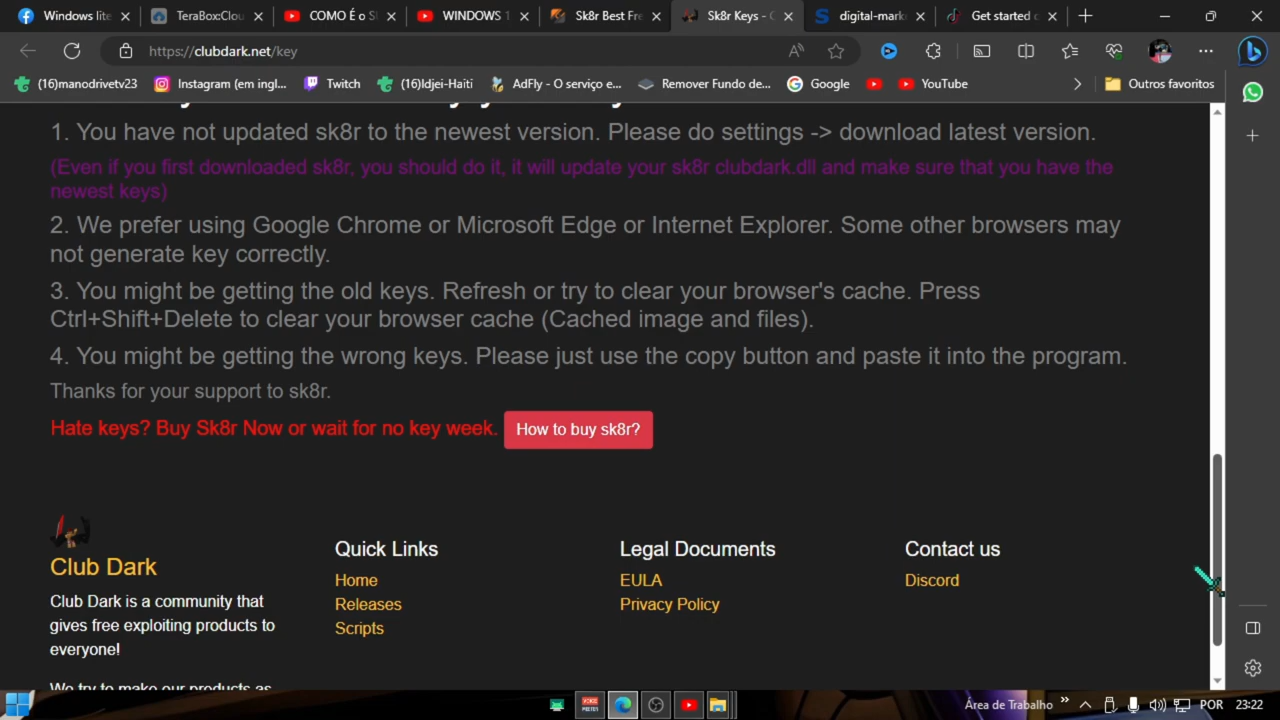 Windows lite
TeraBox:Clou
COMO É o S
WINDOWS 1
Sk8r Best Fre
Sk8r Keys - C
digital-mark
Get started
https://clubdark.net/key
(16)manodrivetv23
Instagram (em ingl...
Twitch
(16)Idjei-Haiti
AdFly - O serviço e...
Remover Fundo de...
Google
YouTube
Outros favoritos
1. You have not updated sk8r to the newest version. Please do settings -> download latest version.
(Even if you first downloaded sk8r, you should do it, it will update your sk8r clubdark.dll and make sure that you have the
newest keys)
2. We prefer using Google Chrome or Microsoft Edge or Internet Explorer. Some other browsers may
not generate key correctly.
3. You might be getting the old keys. Refresh or try to clear your browser's cache. Press
Ctrl+Shift+Delete to clear your browser cache (Cached image and files).
4. You might be getting the wrong keys. Please just use the copy button and paste it into the program.
Thanks for your support to sk8r.
Hate keys? Buy Sk8r Now or wait for no key week. How to buy sk8r?
Club Dark
Club Dark is a community that
gives free exploiting products to
everyone!
We try to make our products as
Quick Links
Home
Releases
Scripts
Legal Documents
EULA
Privacy Policy
Contact us
Discord
Área de Trabalho
POR
23:22